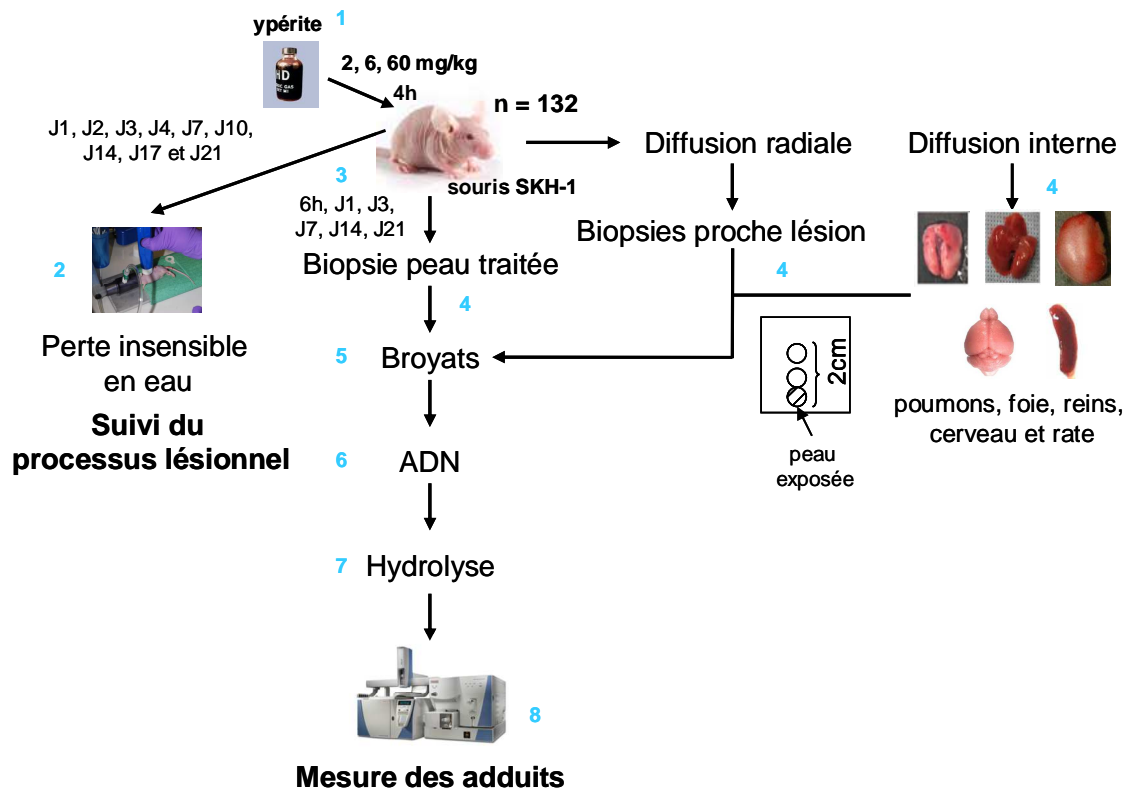 ypérite
1
2, 6, 60 mg/kg
4h
n = 132
HD
J1, J2, J3, J4, J7, J10,
J14, J17 et J21
3
souris SKH-1
6h, J1, J3,
J7, J14, J21
Diffusion radiale
Diffusion interne
4
2
Biopsie peau traitée
Biopsies proche lésion
4
4
Perte insensible
en eau
Suivi du
processus lésionnel
5
Broyats
2cm
peau
exposée
poumons, foie, reins,
cerveau et rate
6
ADN
7
Hydrolyse
8
Mesure des adduits